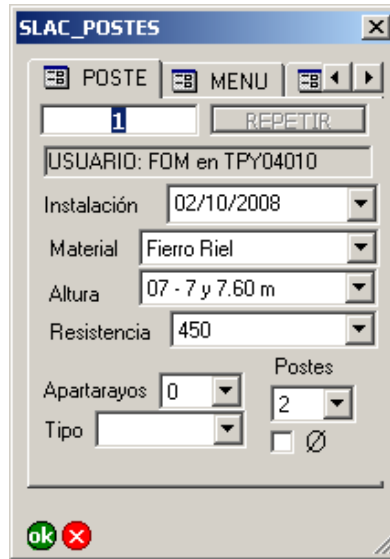 SLAC_POSTES
POSTE MENU
1 REPETIR
USUARIO: FOM en TPY04010
Instalación 02/10/2008
Material Fierro Riel
Altura 07 - 7 y 7.60 m
Resistencia 450
Postes
Apartarayos 0
2
Tipo
Ø
ok